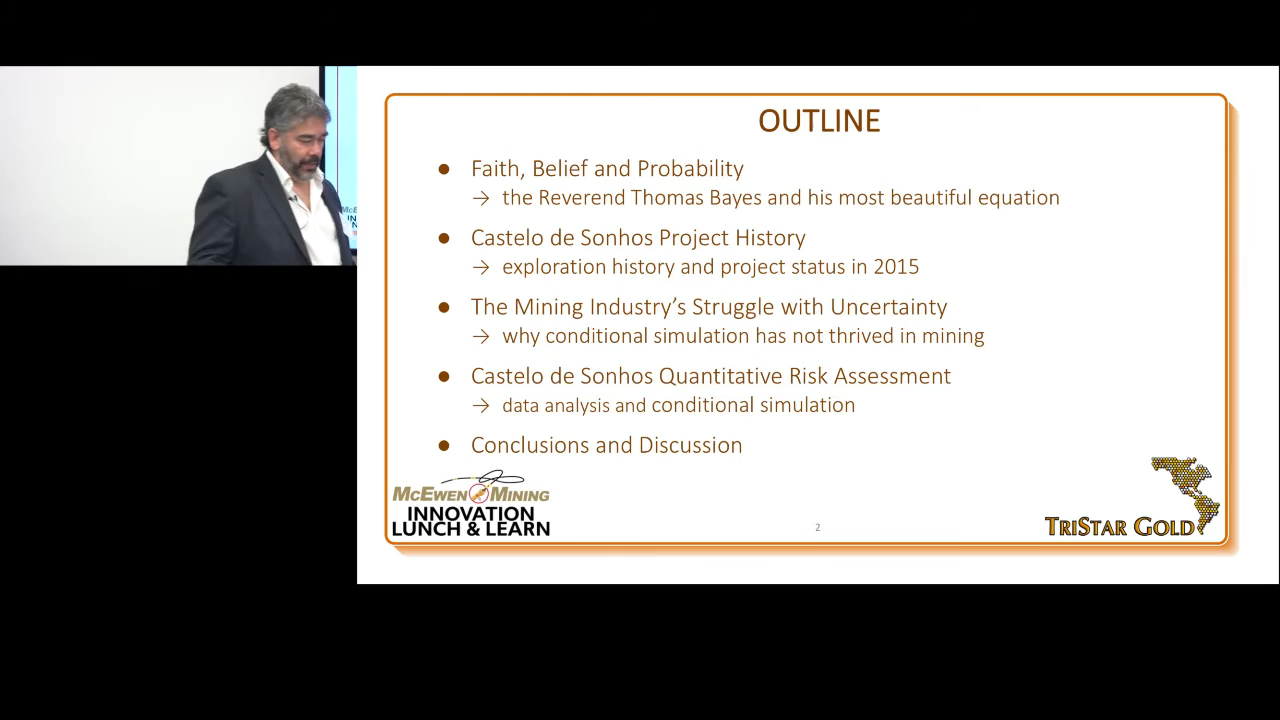 OUTLINE
● Faith, Belief and Probability
→ the Reverend Thomas Bayes and his most beautiful equation
● Castelo de Sonhos Project History
→ exploration history and project status in 2015
● The Mining Industry’s Struggle with Uncertainty
→ why conditional simulation has not thrived in mining
● Castelo de Sonhos Quantitative Risk Assessment
→ data analysis and conditional simulation
● Conclusions and Discussion
McEwen Mining
INNOVATION
LUNCH & LEARN
2
TriStar Gold